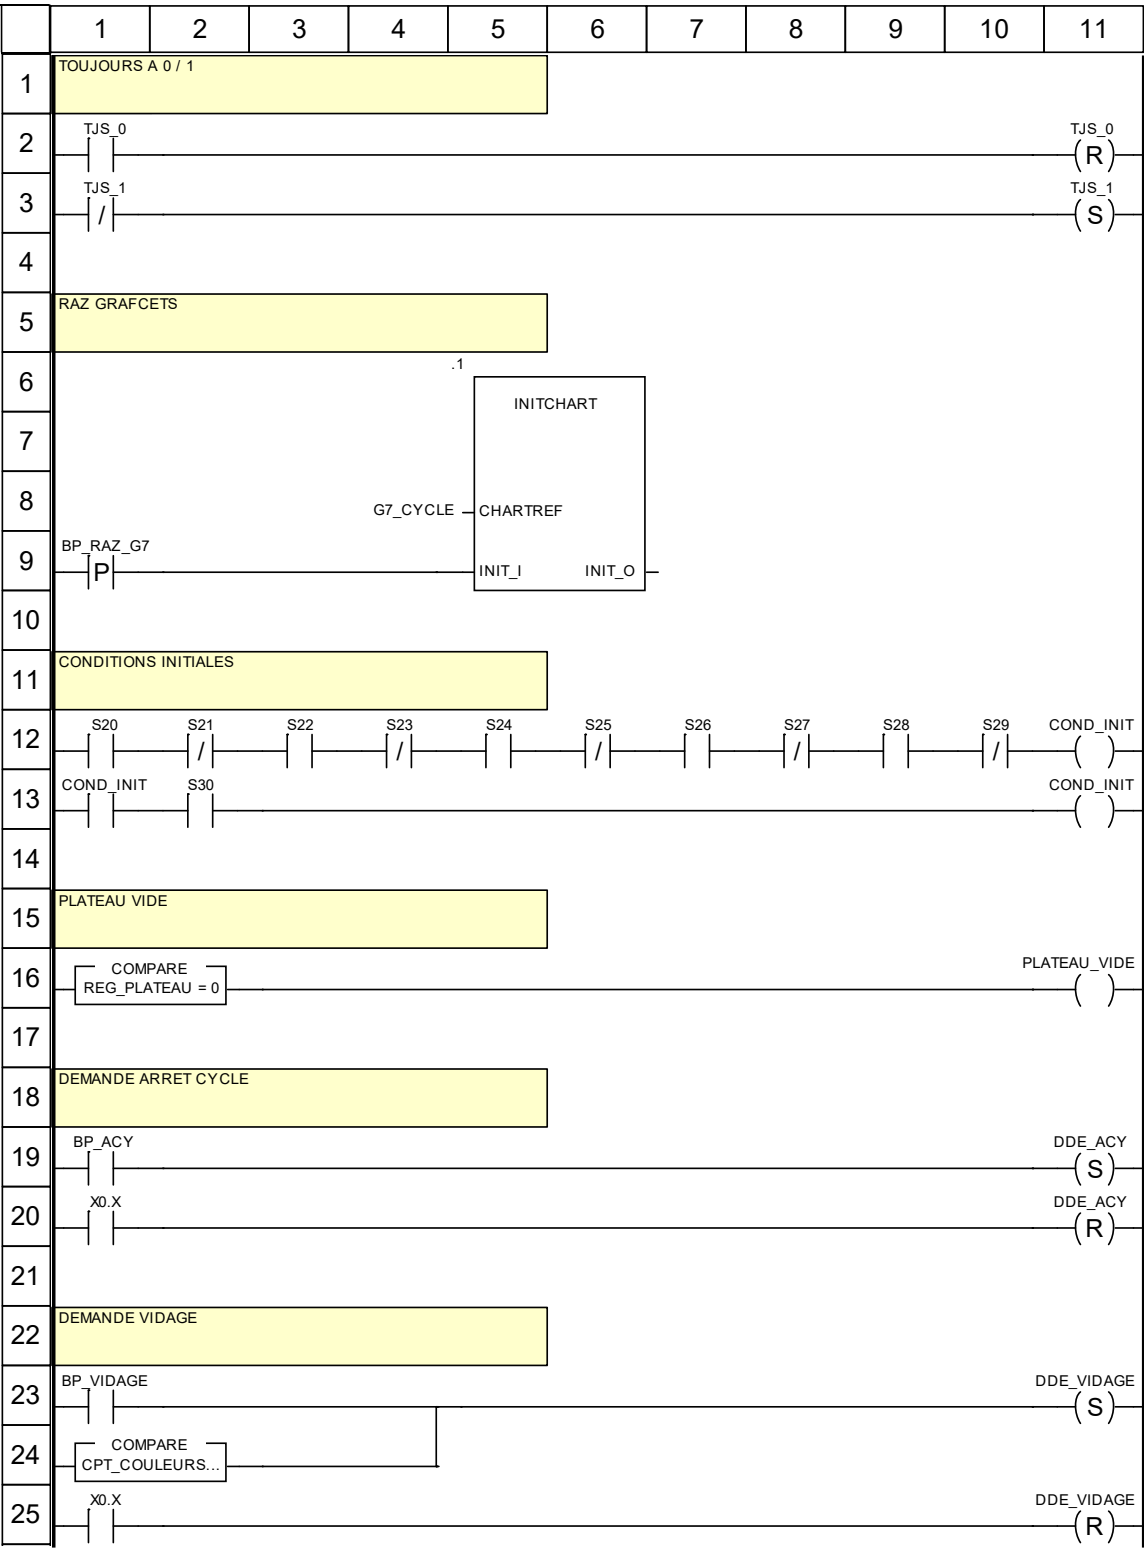 1 2 3 4 5 6 7 8 9 10 11
1 TOUJOURS A 0 / 1
TJS_0 TJS_0
2 R
TJS_1 TJS_1
3 / S
4
5 RAZ GRAFCETS
6 .1
INITCHART
7
8 G7_CYCLE CHARTREF
BP_RAZ_G7
9 P INIT_I INIT_O
10
11 CONDITIONS INITIALES
S20 S21 S22 S23 S24 S25 S26 S27 S28 S29 COND_INIT
12 / / / / /
COND_INIT S30 COND_INIT
13
14
15 PLATEAU VIDE
COMPARE PLATEAU_VIDE
16 REG_PLATEAU = 0
17
18 DEMANDE ARRET CYCLE
BP_ACY DDE_ACY
19 S
X0.X DDE_ACY
20 R
21
22 DEMANDE VIDAGE
BP_VIDAGE DDE_VIDAGE
23 S
COMPARE
24 CPT_COULEURS...
X0.X DDE_VIDAGE
25 R